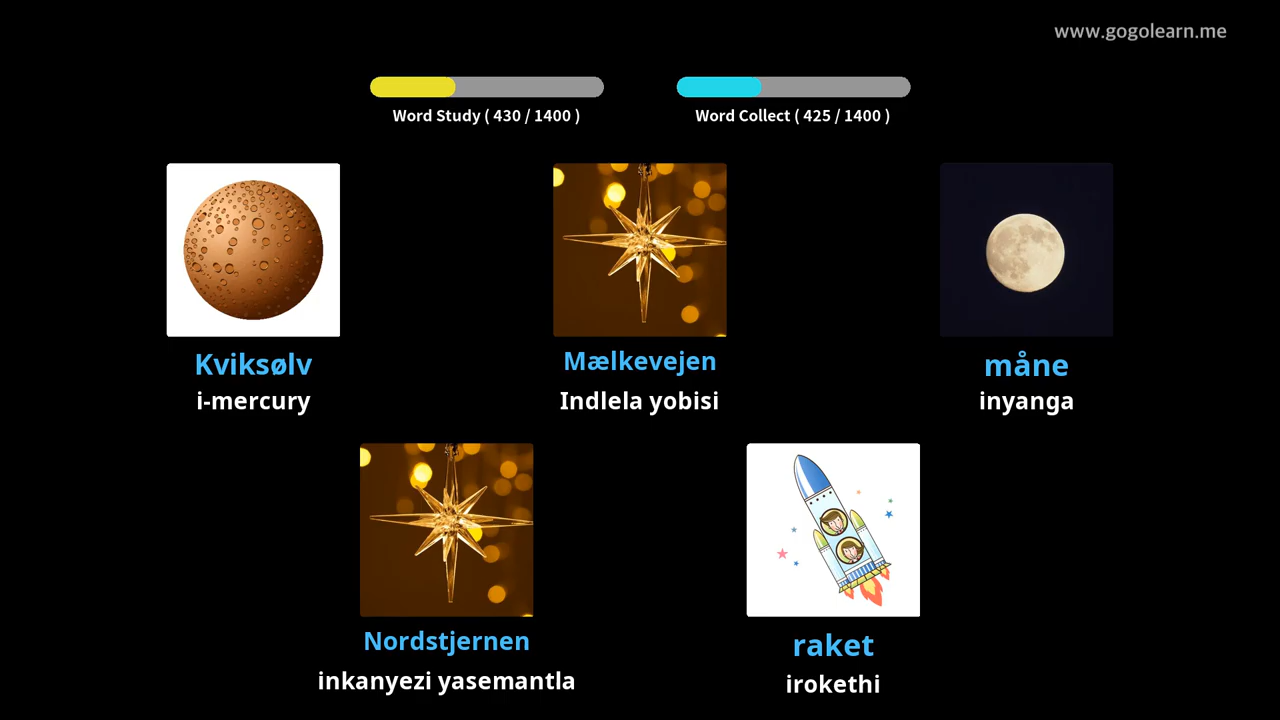 www.gogolearn.me
Word Study ( 430 / 1400 )
Word Collect ( 425 / 1400 )
Kviksølv
i-mercury
Mælkevejen
Indlela yobisi
måne
inyanga
Nordstjernen
inkanyezi yasemantla
raket
irokethi